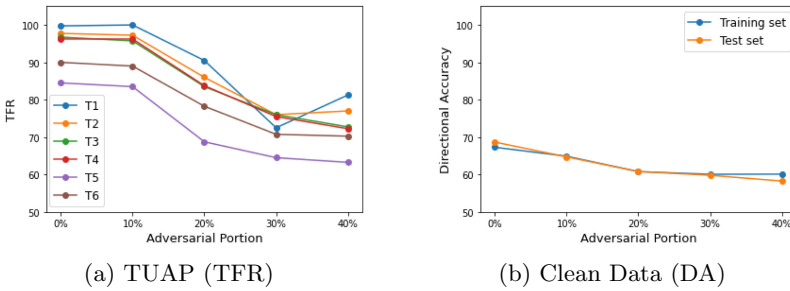 100
90
80
70
60
50
TFR
T1
T2
T3
T4
T5
T6
0% 10% 20% 30% 40%
Adversarial Portion
(a) TUAP (TFR)
100
90
80
70
60
50
Directional Accuracy
Training set
Test set
0% 10% 20% 30% 40%
Adversarial Portion
(b) Clean Data (DA)